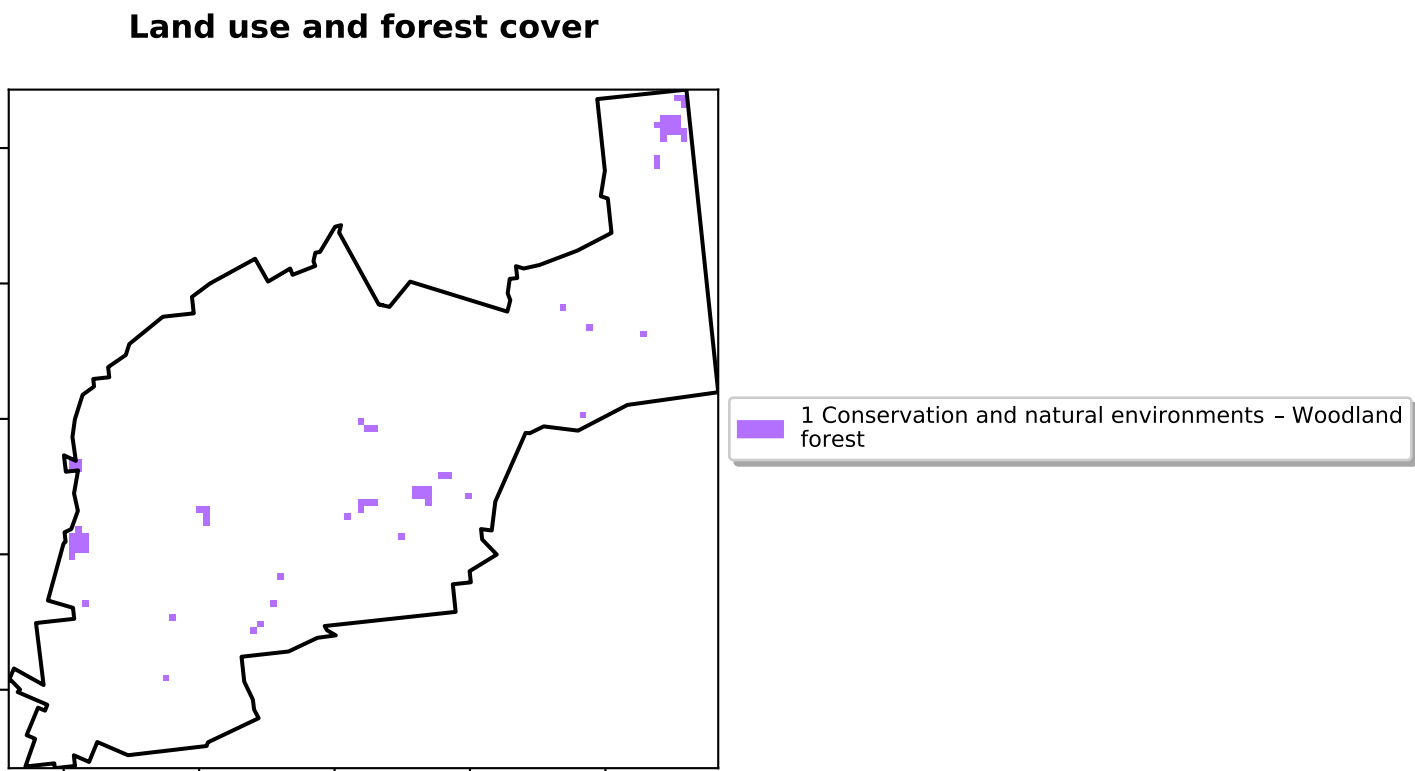 Land use and forest cover
1 Conservation and natural environments – Woodland
forest